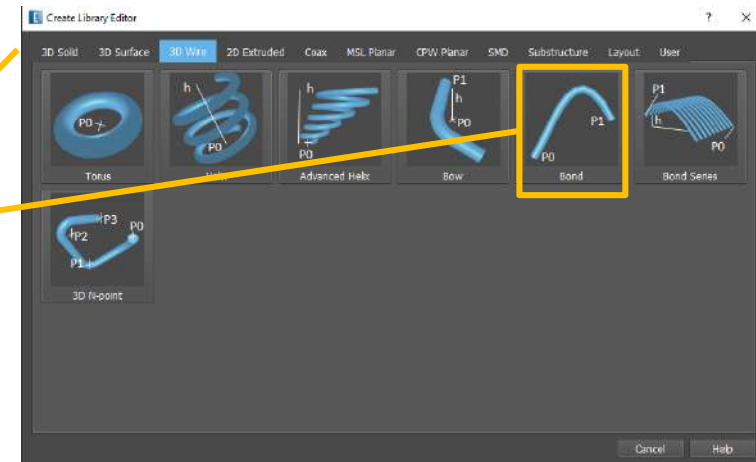 Create Library Editor ? X
3D Solid 3D Surface 3D Wire 2D Extruded Coax MSL Planar CPW Planar SMD Substructure Layout User
P0
h P0
h P0
P1 h P0
P1 P0
P1 h P0
Torus Helix Advanced Helix Bow Bond Bond Series
P3 P0 P2 P1
3D N-point
Cancel Help